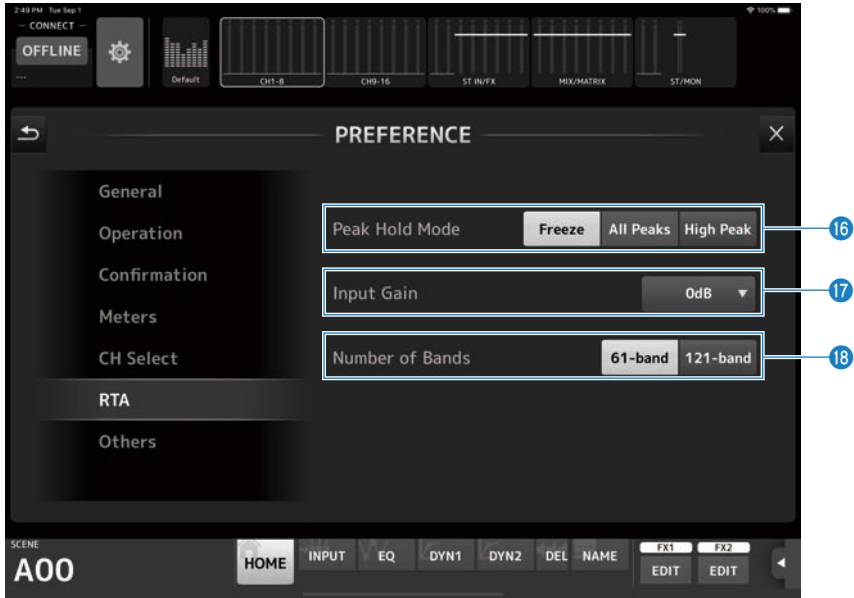 2:49 PM Tue Sep 1
100%
CONNECT
OFFLINE
---
Default
CH1-8
CH9-16
ST IN/FX
MIX/MATRIX
ST/MON
PREFERENCE
General
Operation
Confirmation
Meters
CH Select
RTA
Others
Peak Hold Mode
Freeze
All Peaks
High Peak
16
Input Gain
0dB
17
Number of Bands
61-band
121-band
18
SCENE
A00
HOME
INPUT
EQ
DYN1
DYN2
DEL
NAME
FX1
EDIT
FX2
EDIT